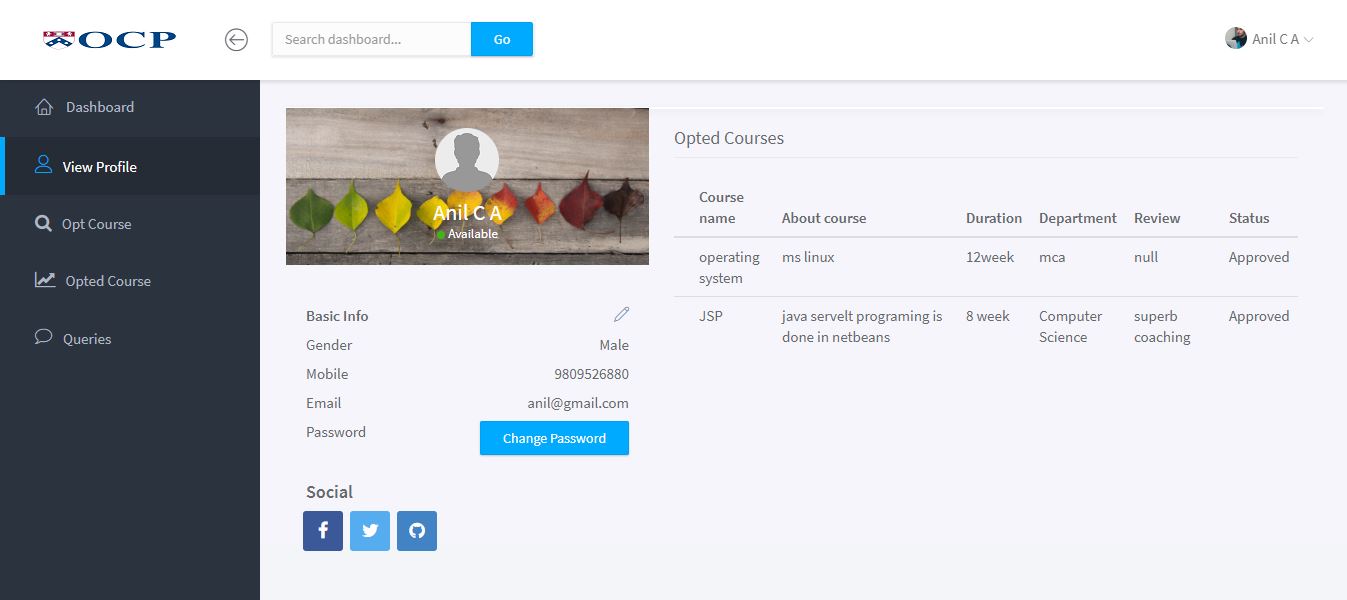 OCP
Search dashboard...
Go
Anil C A
Dashboard
View Profile
Opt Course
Opted Course
Queries
Anil C A
Available
Basic Info
Gender Male
Mobile 9809526880
Email anil@gmail.com
Password Change Password
Social
Opted Courses
Course
name About course Duration Department Review Status
operating ms linux 12week mca null Approved
system
JSP java servelt programing is 8 week Computer superb Approved
done in netbeans Science coaching